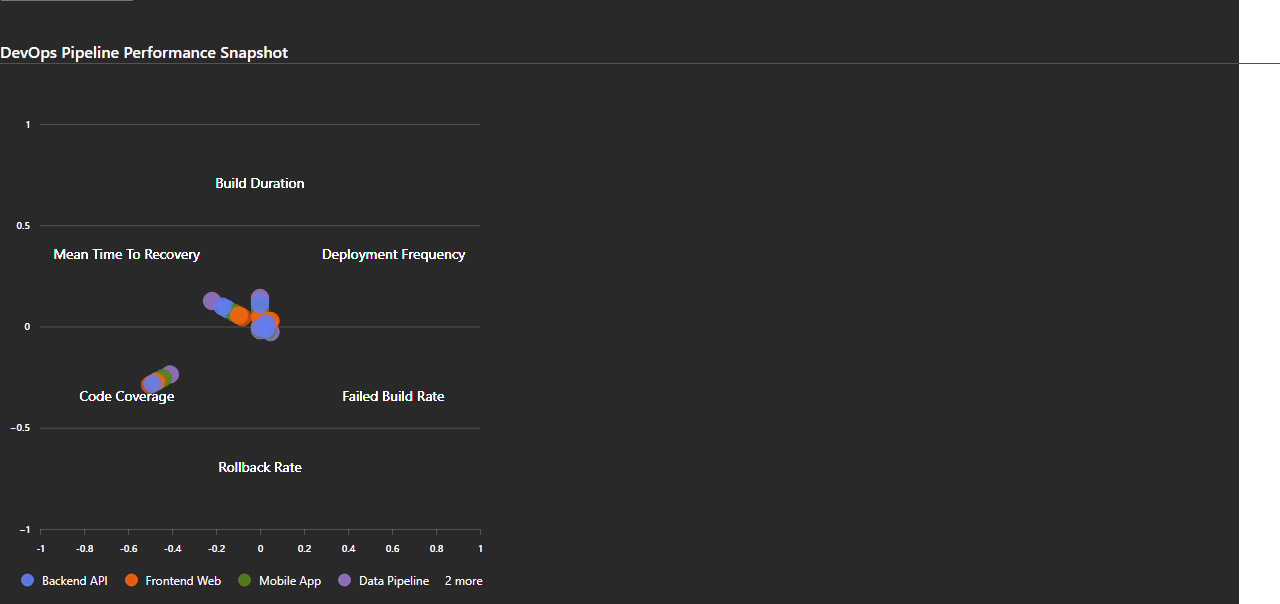 DevOps Pipeline Performance Snapshot
1
Build Duration
0.5
Mean Time To Recovery
Deployment Frequency
0
Code Coverage
Failed Build Rate
−0.5
Rollback Rate
−1
-1 -0.8 -0.6 -0.4 -0.2 0 0.2 0.4 0.6 0.8 1
Backend API Frontend Web Mobile App Data Pipeline 2 more